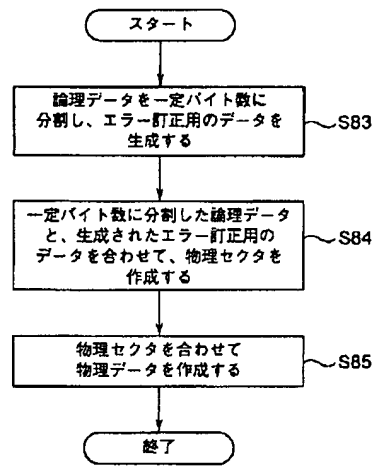 スタート
論理データを一定バイト数に
分割し、エラー訂正用のデータを
生成する
S83
一定バイト数に分割した論理データ
と、生成されたエラー訂正用の
データを合わせて、物理セクタを
作成する
S84
物理セクタを合わせて
物理データを作成する
S85
終了